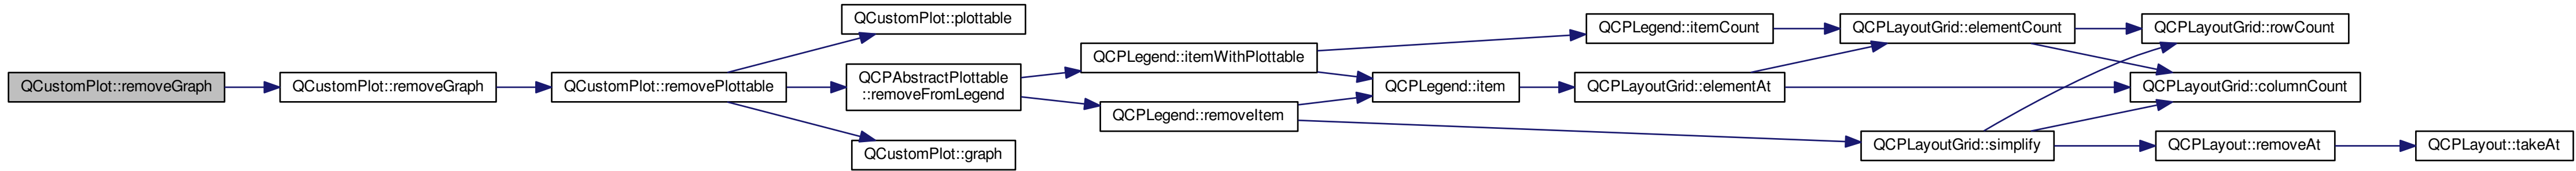 QCustomPlot::removeGraph
QCustomPlot::removeGraph
QCustomPlot::removePlottable
QCustomPlot::plottable
QCPAbstractPlottable
::removeFromLegend
QCustomPlot::graph
QCPLegend::itemWithPlottable
QCPLegend::removeItem
QCPLegend::itemCount
QCPLegend::item
QCPLayoutGrid::elementAt
QCPLayoutGrid::elementCount
QCPLayoutGrid::simplify
QCPLayoutGrid::rowCount
QCPLayoutGrid::columnCount
QCPLayout::removeAt
QCPLayout::takeAt